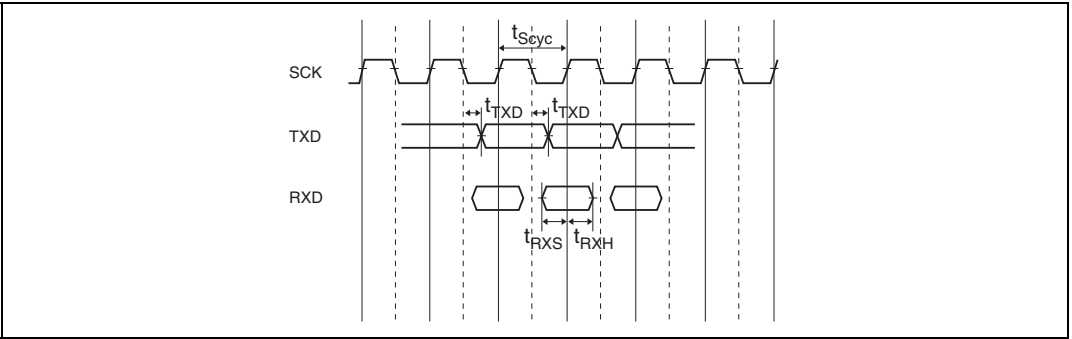 tScyc
SCK
tTXD tTXD
TXD
RXD
tRXS tRXH